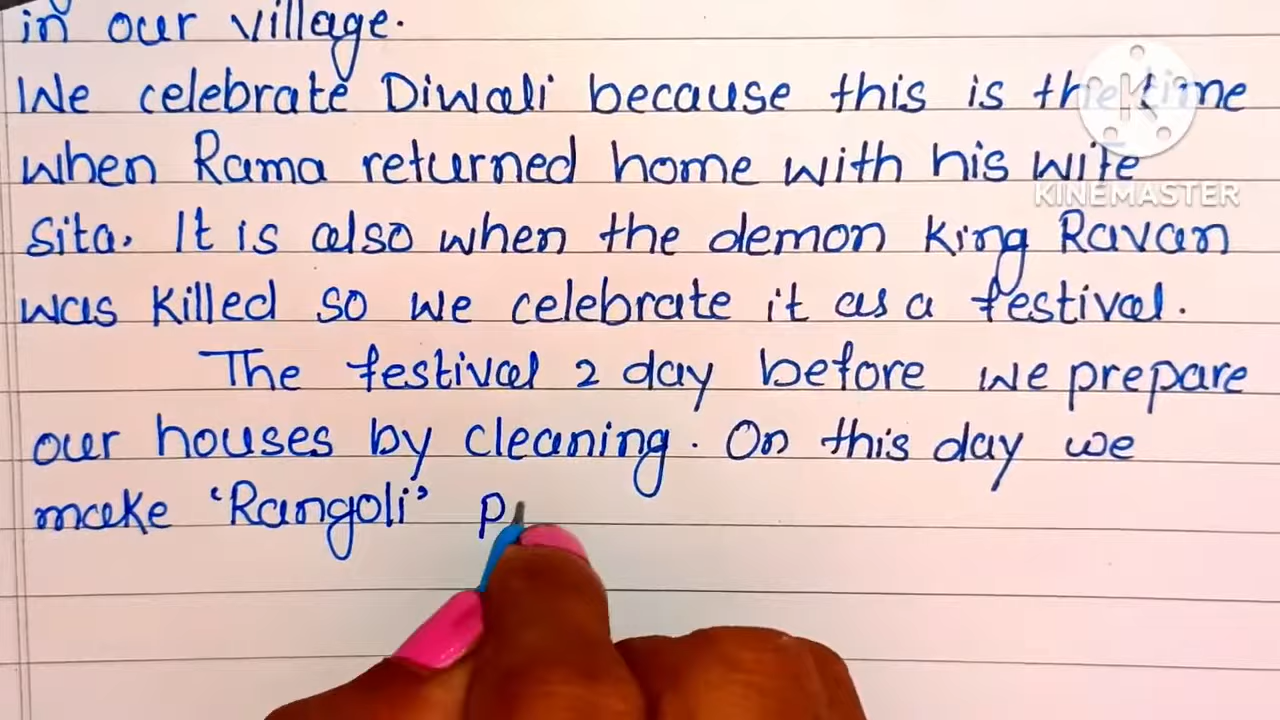 in our village.
We celebrate Diwali because this is the time
when Rama returned home with his wife
KINEMASTER
Sita. It is also when the demon king Ravan
was killed so we celebrate it as a festival.
The festival 2 day before we prepare
our houses by cleaning. On this day we
make 'Rangoli' p